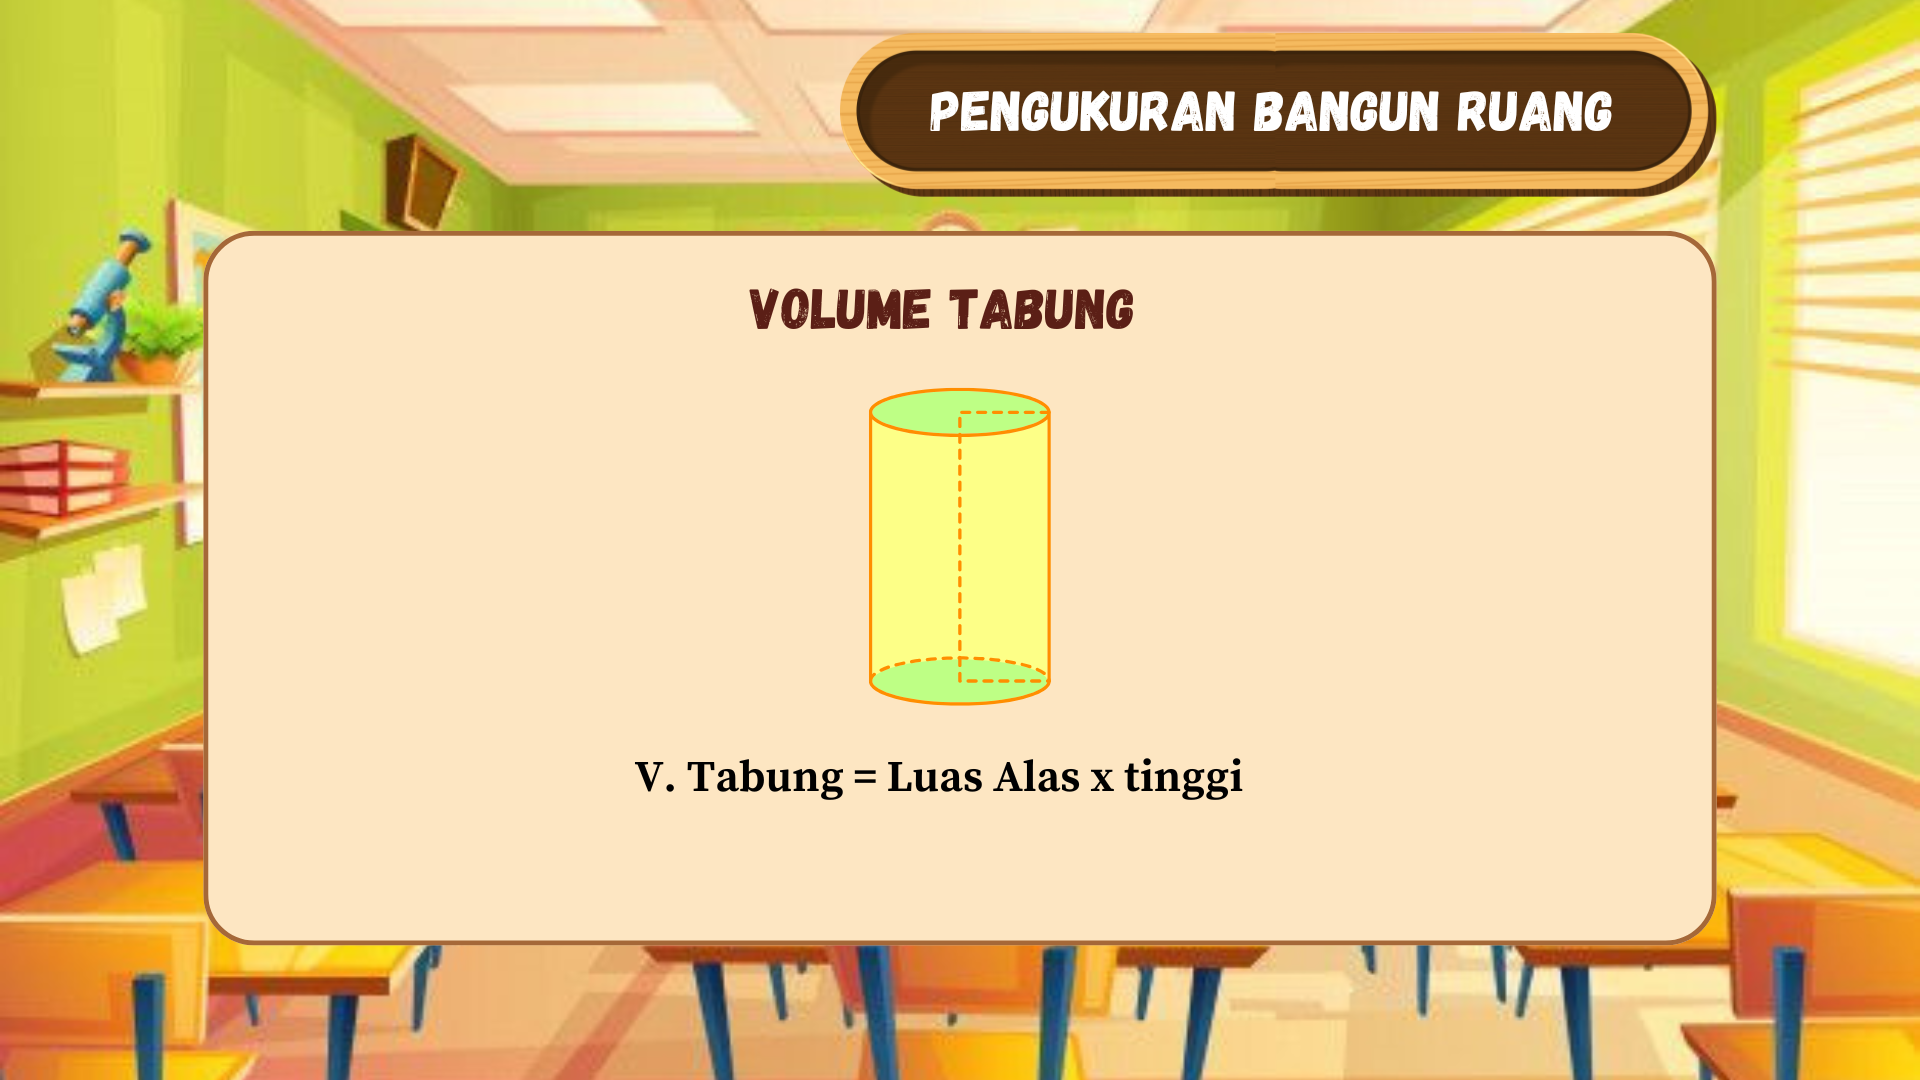 PENGUKURAN BANGUN RUANG
VOLUME TABUNG
V. Tabung = Luas Alas x tinggi